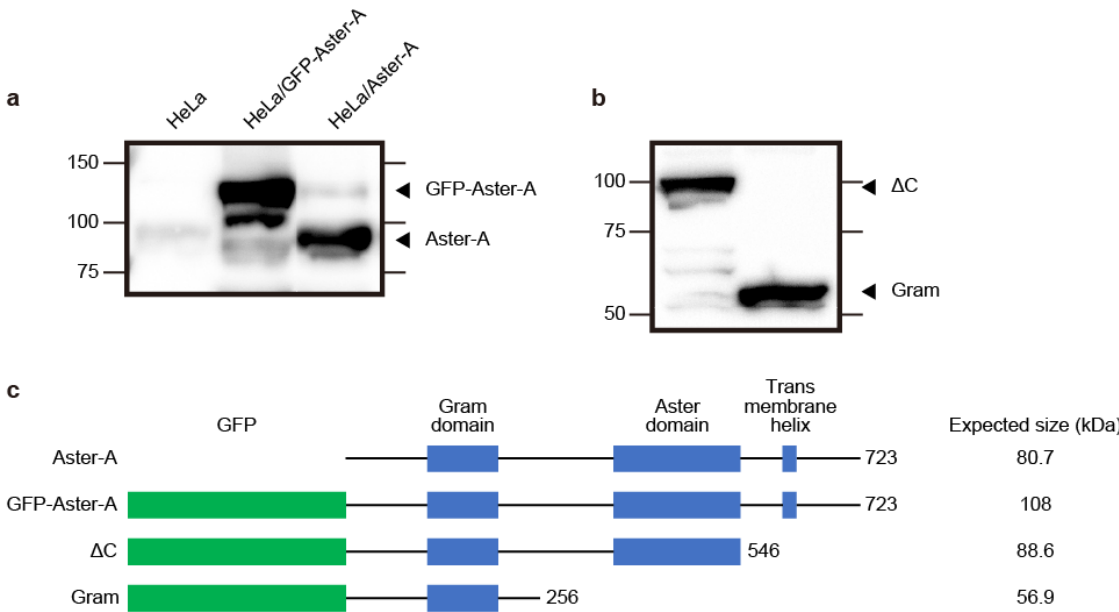 a
HeLa
HeLa/GFP-Aster-A
HeLa/Aster-A
150
100
75
GFP-Aster-A
Aster-A
b
100
75
50
ΔC
Gram
c
GFP
Gram
domain
Aster
domain
Trans
membrane
helix
Expected size (kDa)
Aster-A
723
80.7
GFP-Aster-A
723
108
ΔC
546
88.6
Gram
256
56.9